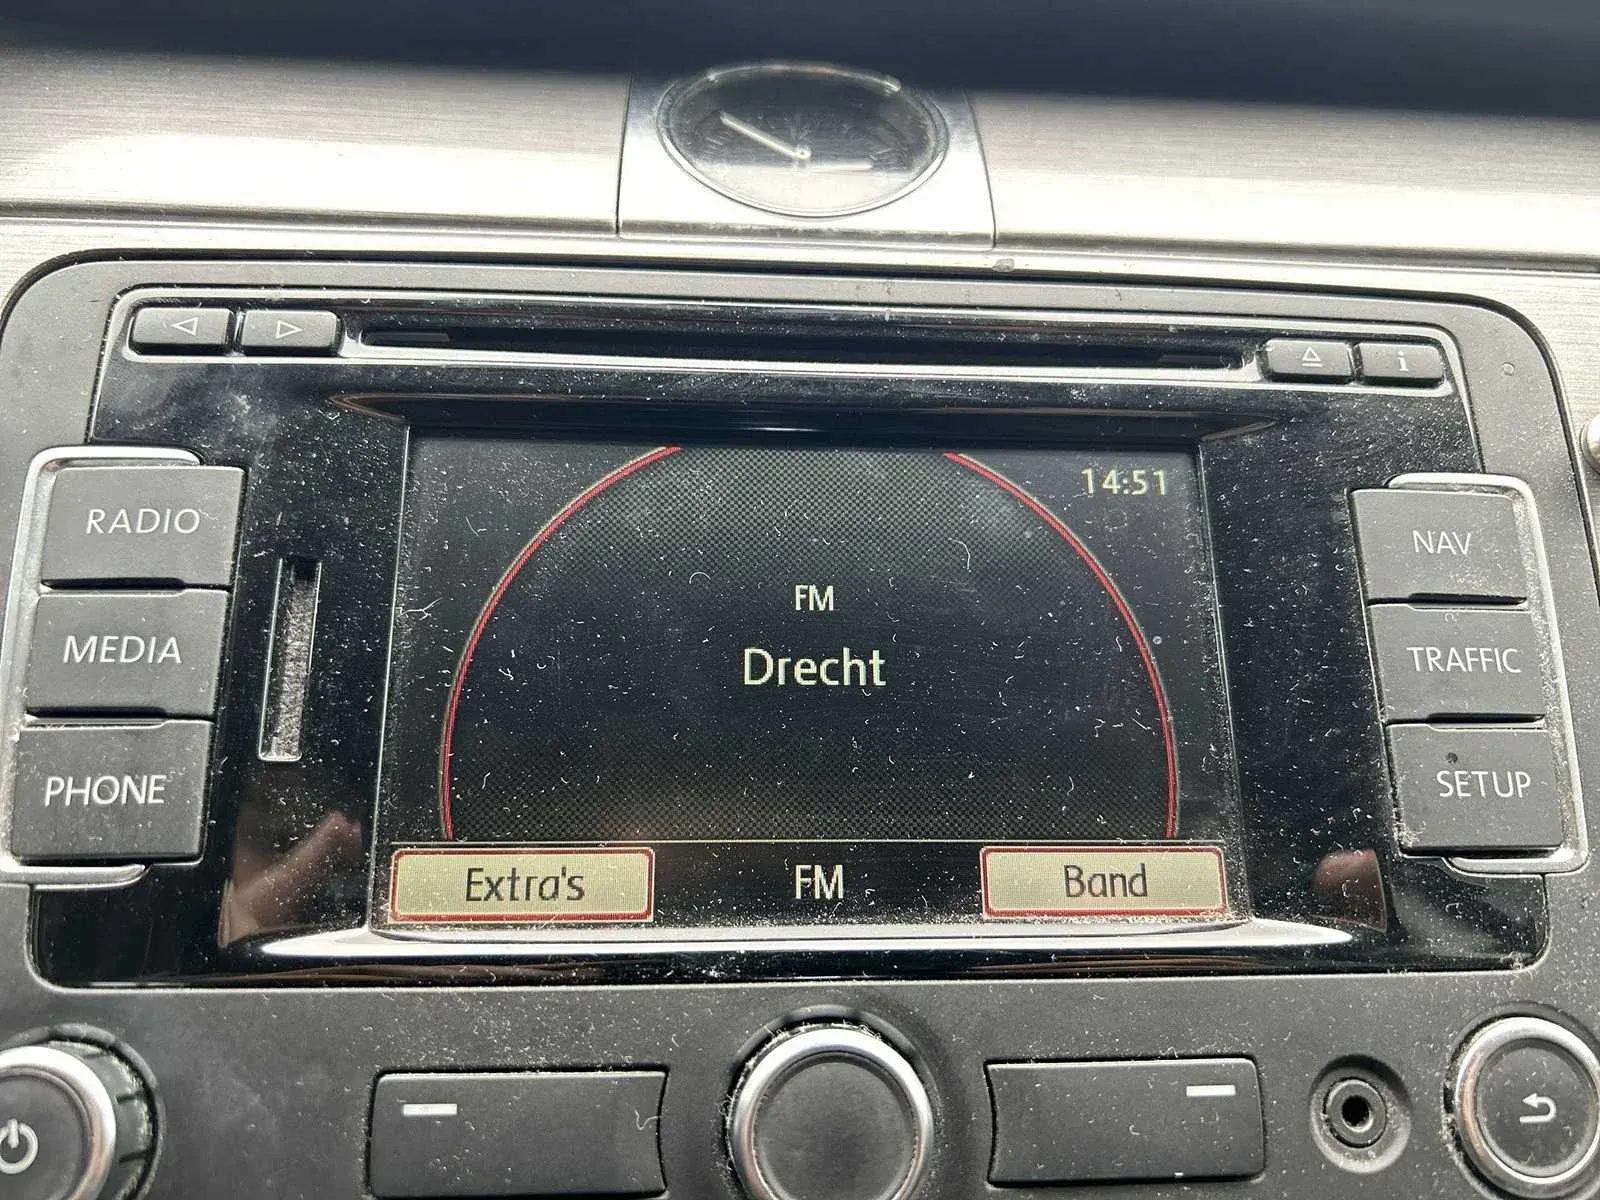 i
14:51
RADIO
NAV
FM
MEDIA
Drecht
TRAFFIC
PHONE
SETUP
Extra's
FM
Band